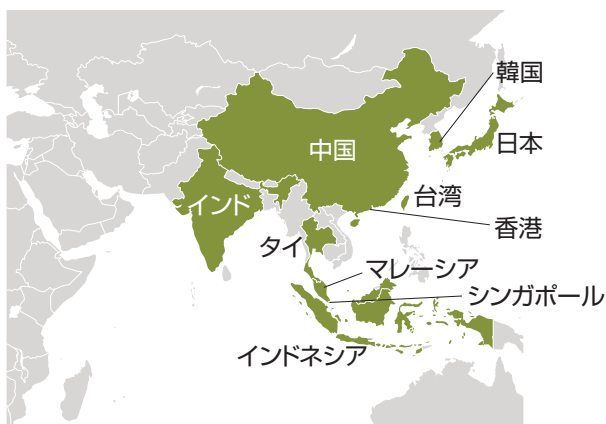 韓国
中国
日本
インド
台湾
香港
タイ
マレーシア
シンガポール
インドネシア